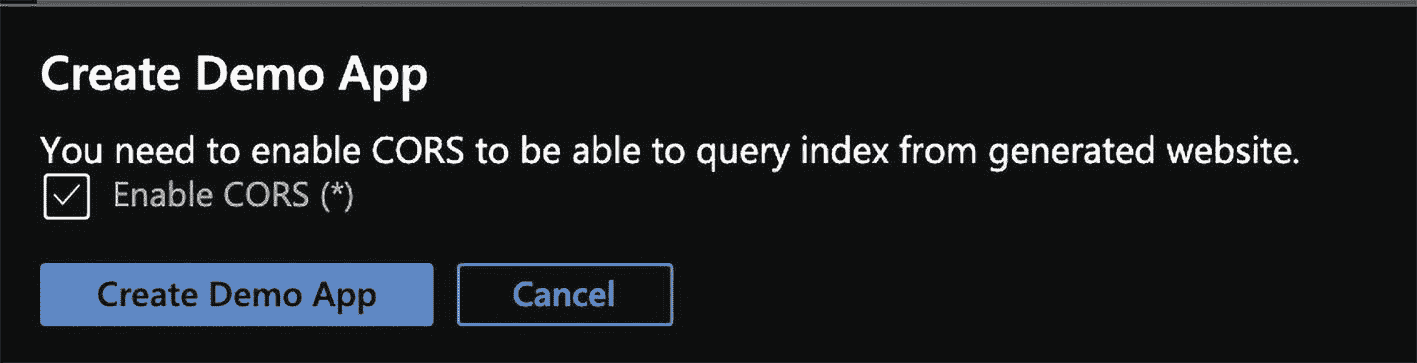 Create Demo App
You need to enable CORS to be able to query index from generated website.
Enable CORS (*)
Create Demo App
Cancel